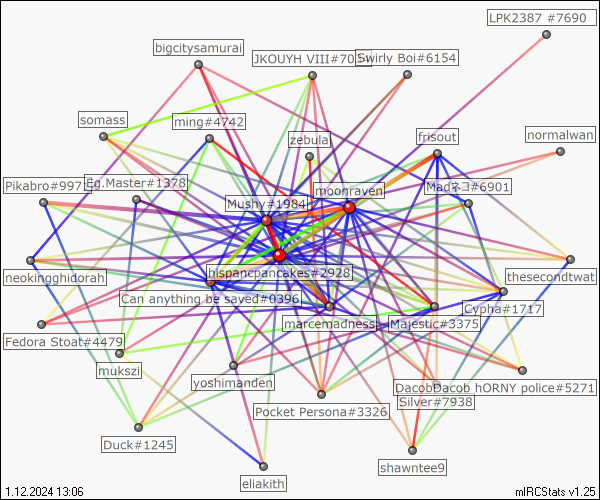 LPK2387 #7690
bigcitysamurai
JKOUYH VIII#70
Swirly Boi#6154
somass
ming#4742
zebula
frisout
normalwan
Pikabro#997
Eg.Master#1378
moonraven
Madネコ#6901
Mushy#1984
neokingghidorah
hispanicpancakes#2928
thesecondtwat
Can anything be saved#0396
Cypha#1717
marcemadness
Majestic#3375
Fedora Stoat#4479
mukszi
yoshimanden
DacobDacob hORNY police#5271
Silver#7938
Pocket Persona#3326
Duck#1245
shawntee9
eliakith
1.12.2024 13:06
mIRCStats v1.25